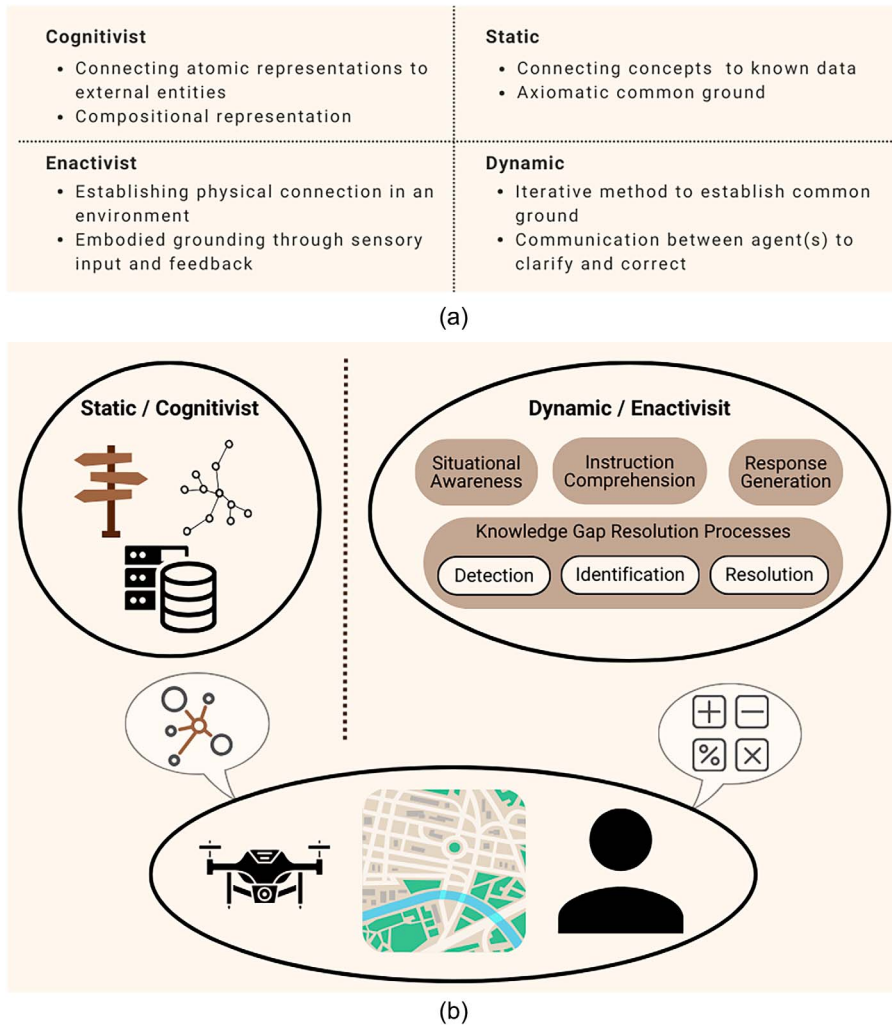 Cognitivist
• Connecting atomic representations to
external entities
• Compositional representation
Static
• Connecting concepts to known data
• Axiomatic common ground
Enactivist
• Establishing physical connection in an
environment
• Embodied grounding through sensory
input and feedback
Dynamic
• Iterative method to establish common
ground
• Communication between agent(s) to
clarify and correct
(a)
Static / Cognitivist
Dynamic / Enactivisit
Situational
Awareness
Instruction
Comprehension
Response
Generation
Knowledge Gap Resolution Processes
Detection
Identification
Resolution
(b)